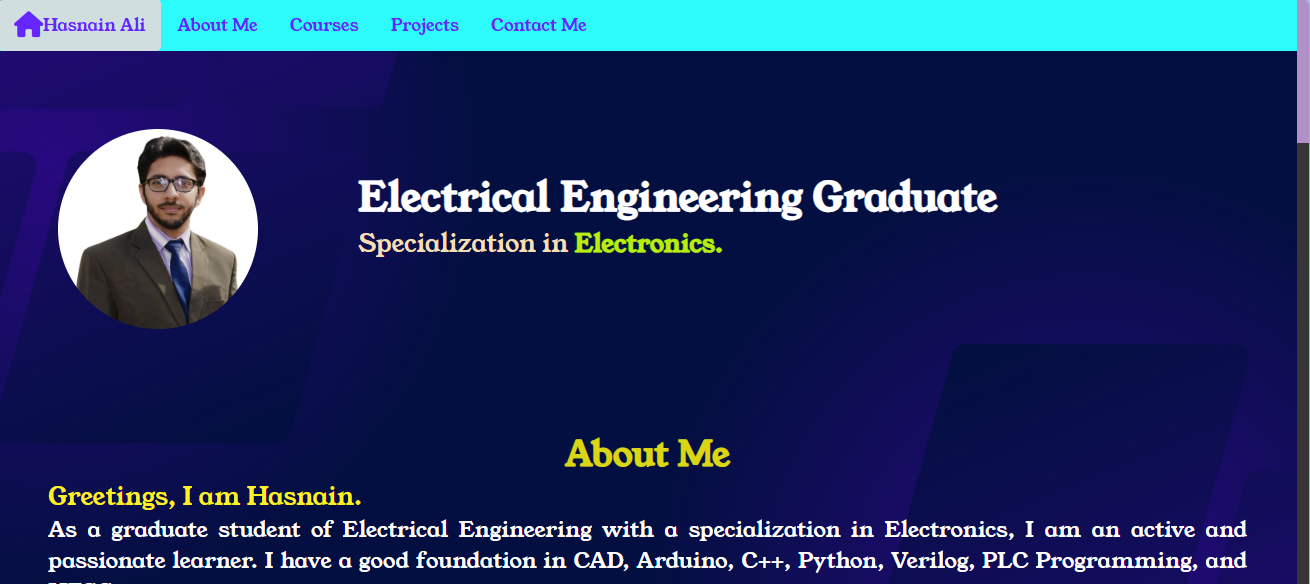 Hasnain Ali About Me Courses Projects Contact Me
Electrical Engineering Graduate
Specialization in Electronics.
About Me
Greetings, I am Hasnain.
As a graduate student of Electrical Engineering with a specialization in Electronics, I am an active and
passionate learner. I have a good foundation in CAD, Arduino, C++, Python, Verilog, PLC Programming, and